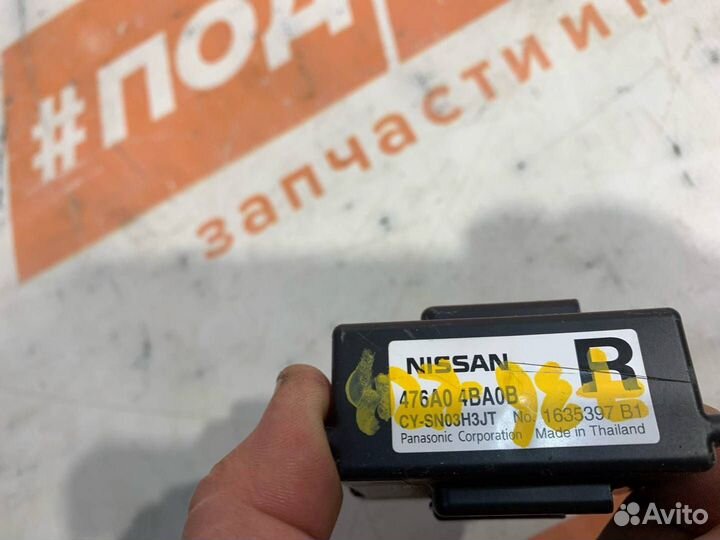 #ПОД
запчасти
NISSAN R
476A0 4BA0B
CY-SN03H3JT No. 1635397 B1
Panasonic Corporation Made in Thailand
Avito